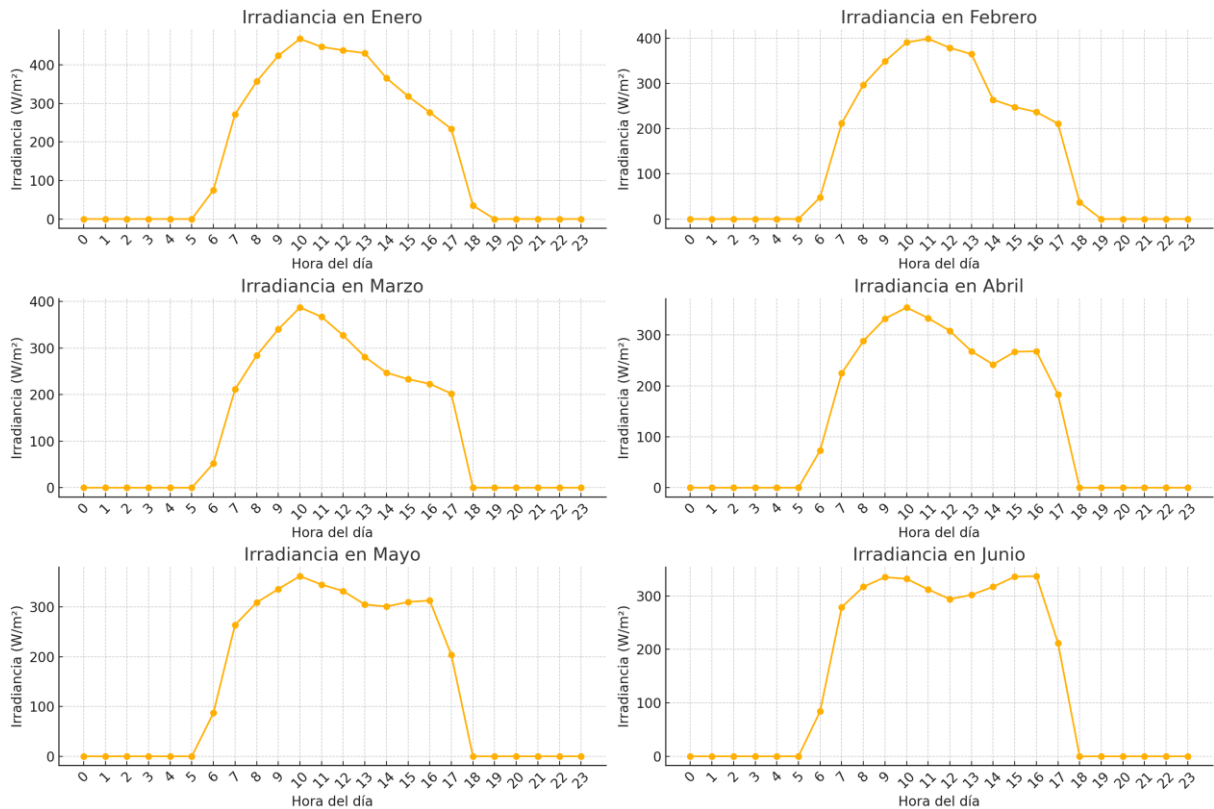 Irradiancia en Enero
Irradiancia (W/m²)
400
300
200
100
0
0 1 2 3 4 5 6 7 8 9 10 11 12 13 14 15 16 17 18 19 20 21 22 23
Hora del día
Irradiancia en Febrero
Irradiancia (W/m²)
400
300
200
100
0
0 1 2 3 4 5 6 7 8 9 10 11 12 13 14 15 16 17 18 19 20 21 22 23
Hora del día
Irradiancia en Marzo
Irradiancia (W/m²)
400
300
200
100
0
0 1 2 3 4 5 6 7 8 9 10 11 12 13 14 15 16 17 18 19 20 21 22 23
Hora del día
Irradiancia en Abril
Irradiancia (W/m²)
300
200
100
0
0 1 2 3 4 5 6 7 8 9 10 11 12 13 14 15 16 17 18 19 20 21 22 23
Hora del día
Irradiancia en Mayo
Irradiancia (W/m²)
300
200
100
0
0 1 2 3 4 5 6 7 8 9 10 11 12 13 14 15 16 17 18 19 20 21 22 23
Hora del día
Irradiancia en Junio
Irradiancia (W/m²)
300
200
100
0
0 1 2 3 4 5 6 7 8 9 10 11 12 13 14 15 16 17 18 19 20 21 22 23
Hora del día